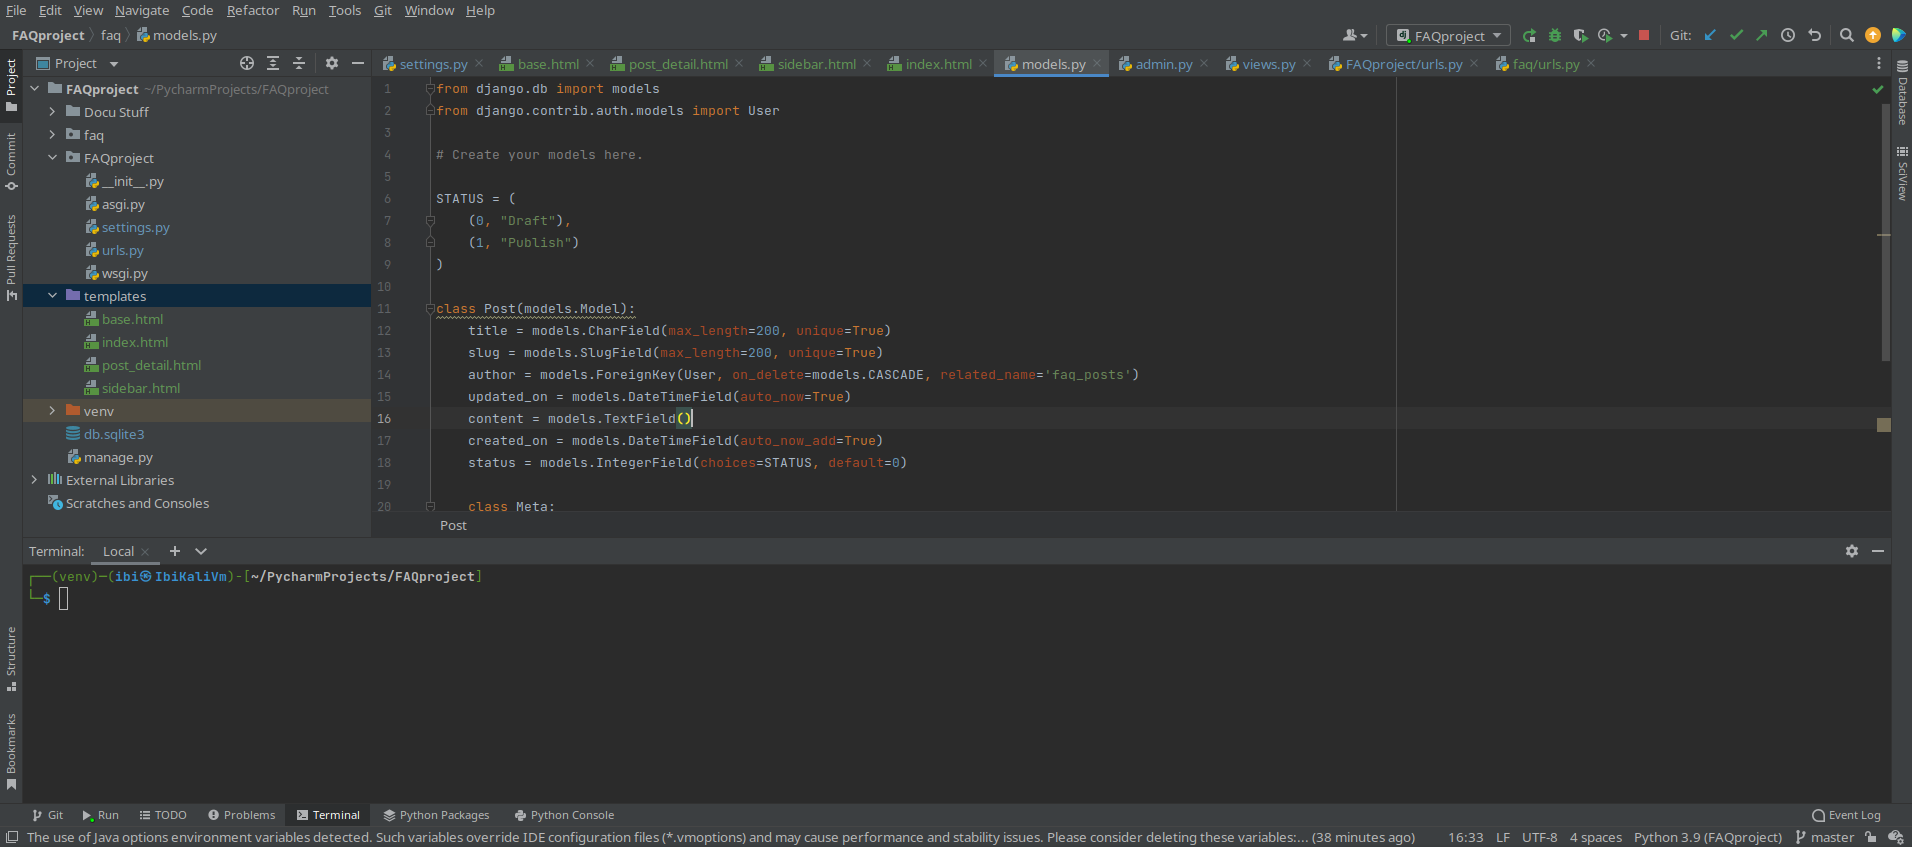 File Edit View Navigate Code Refactor Run Tools Git Window Help
FAQproject faq models.py
FAQproject
Git:
Project
settings.py base.html post_detail.html sidebar.html index.html models.py admin.py views.py FAQproject/urls.py faq/urls.py
Project
Commit
Pull Requests
Structure
Bookmarks
FAQproject ~/PycharmProjects/FAQproject
Docu Stuff
faq
FAQproject
__init__.py
asgi.py
settings.py
urls.py
wsgi.py
templates
base.html
index.html
post_detail.html
sidebar.html
venv
db.sqlite3
manage.py
External Libraries
Scratches and Consoles
1 from django.db import models
2 from django.contrib.auth.models import User
3
4 # Create your models here.
5
6 STATUS = (
7 (0, "Draft"),
8 (1, "Publish")
9 )
10
11 class Post(models.Model):
12 title = models.CharField(max_length=200, unique=True)
13 slug = models.SlugField(max_length=200, unique=True)
14 author = models.ForeignKey(User, on_delete=models.CASCADE, related_name='faq_posts')
15 updated_on = models.DateTimeField(auto_now=True)
16 content = models.TextField()
17 created_on = models.DateTimeField(auto_now_add=True)
18 status = models.IntegerField(choices=STATUS, default=0)
19
20 class Meta:
Post
Database
SciView
Terminal: Local
(venv)-(ibi㉿IbiKaliVm)-[~/PycharmProjects/FAQproject]
$
Git Run TODO Problems Terminal Python Packages Python Console Event Log
The use of Java options environment variables detected. Such variables override IDE configuration files (*.vmoptions) and may cause performance and stability issues. Please consider deleting these variables:... (38 minutes ago) 16:33 LF UTF-8 4 spaces Python 3.9 (FAQproject) master